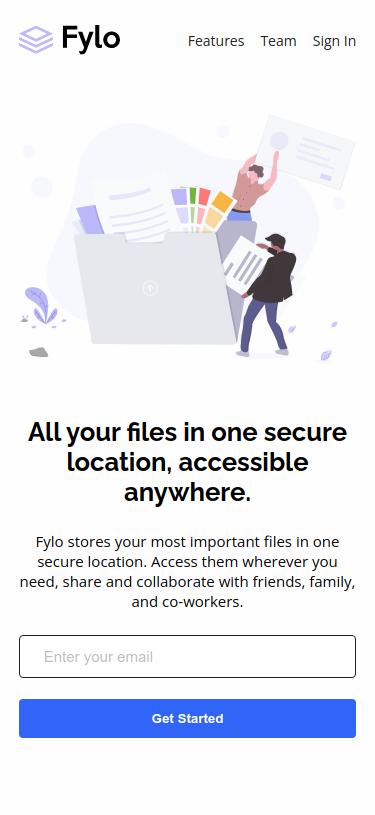 Fylo
Features Team Sign In
All your files in one secure
location, accessible
anywhere.
Fylo stores your most important files in one
secure location. Access them wherever you
need, share and collaborate with friends, family,
and co-workers.
Enter your email
Get Started